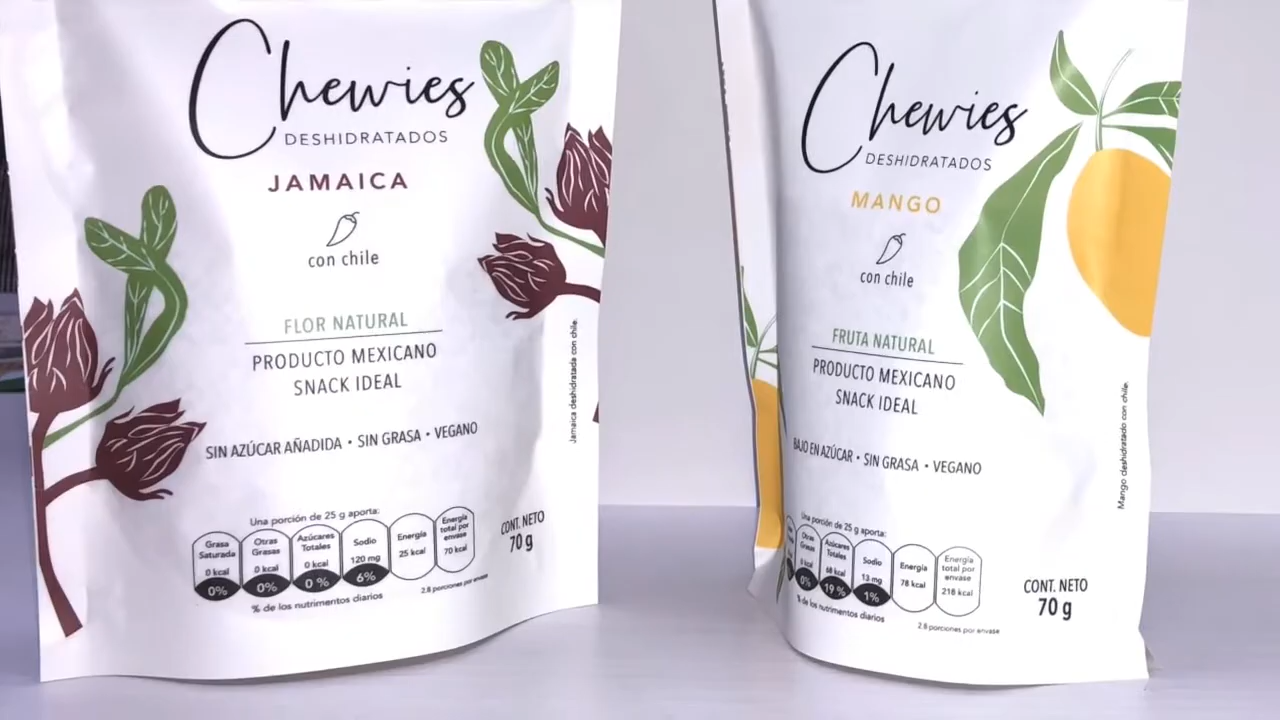 Chewies
DESHIDRATADOS
JAMAICA
con chile
FLOR NATURAL
PRODUCTO MEXICANO
SNACK IDEAL
SIN AZÚCAR AÑADIDA • SIN GRASA • VEGANO
Jamaica deshidratada con chile.
Una porción de 25 g aporta:
Grasa Saturada 0 kcal 0%
Otras Grasas 0 kcal 0%
Azúcares Totales 0 kcal 0 %
Sodio 120 mg 6%
Energía 25 kcal
Energía total por envase 70 kcal
% de los nutrimentos diarios
2.8 porciones por envase
CONT. NETO
70 g
Chewies
DESHIDRATADOS
MANGO
con chile
FRUTA NATURAL
PRODUCTO MEXICANO
SNACK IDEAL
BAJO EN AZÚCAR • SIN GRASA • VEGANO
Mango deshidratado con chile.
Una porción de 25 g aporta:
Otras Grasas 0 kcal 0%
Azúcares Totales 68 kcal 19 %
Sodio 13 mg 1%
Energía 78 kcal
Energía total por envase 218 kcal
% de los nutrimentos diarios
2.8 porciones por envase
CONT. NETO
70 g